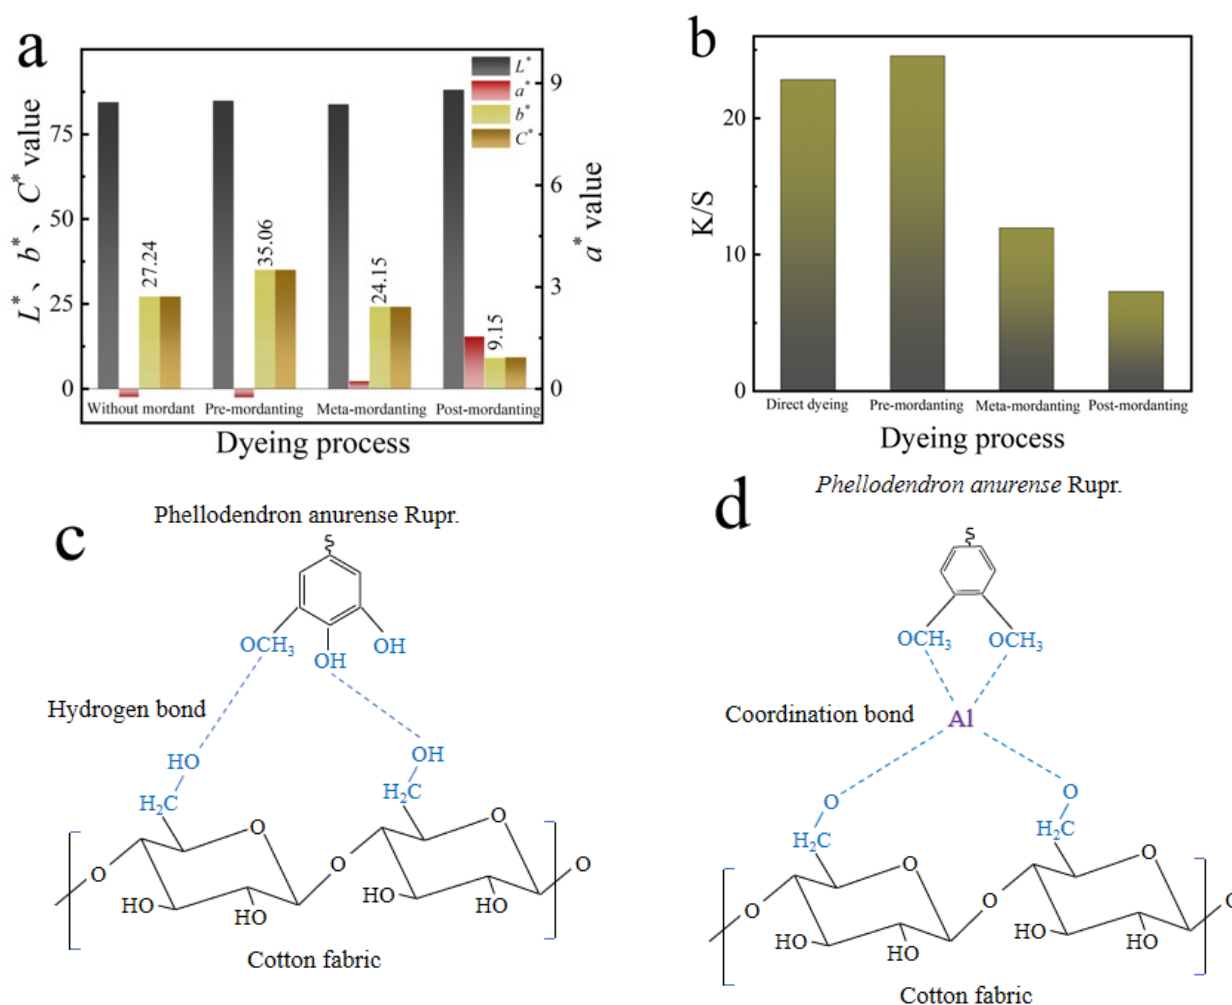 a
L*
a*
b*
C*
L*、b*、C* value
75
50
25
0
9
6
3
0
a* value
27.24
35.06
24.15
9.15
Without mordant
Pre-mordanting
Meta-mordanting
Post-mordanting
Dyeing process
b
K/S
20
10
0
Direct dyeing
Pre-mordanting
Meta-mordanting
Post-mordanting
Dyeing process
c
Phellodendron anurense Rupr.
OCH₃
OH
OH
Hydrogen bond
HO
OH
H₂C
H₂C
O
O
O
O
O
HO
HO
HO
HO
Cotton fabric
d
Phellodendron anurense Rupr.
OCH₃
OCH₃
Coordination bond
Al
O
O
H₂C
H₂C
O
O
O
O
O
HO
HO
HO
HO
Cotton fabric